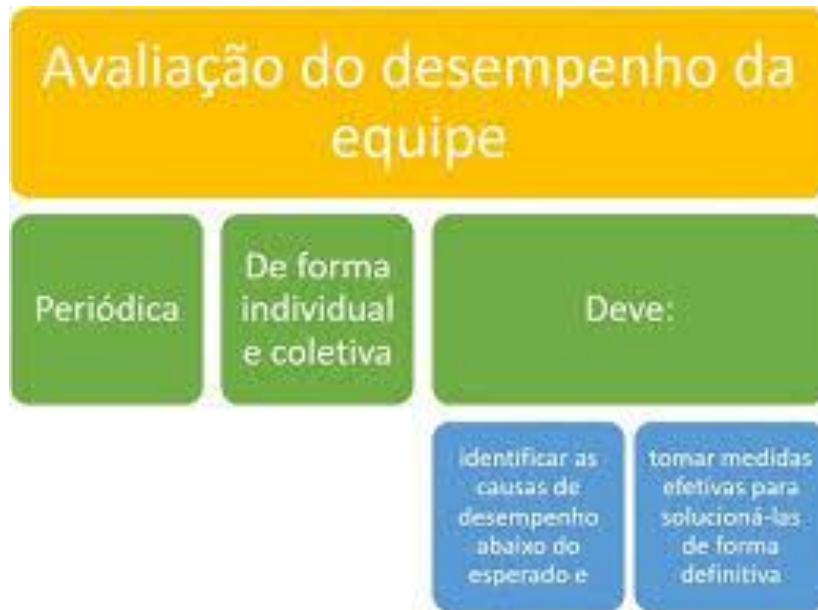 Avaliação do desempenho da
equipe
Periódica
De forma
individual
e coletiva
Deve:
identificar as
causas de
desempenho
abaixo do
esperado e
tomar medidas
efetivas para
solucioná-las
de forma
definitiva